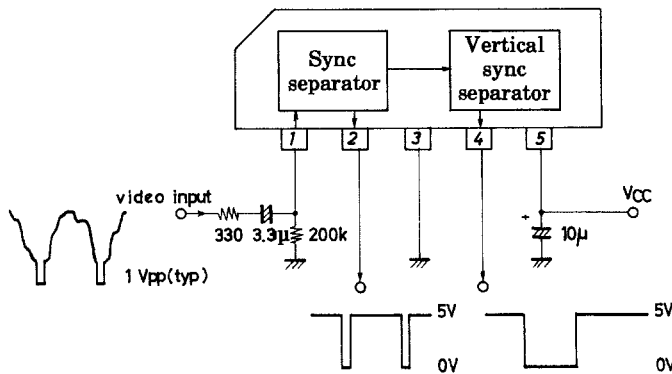 Sync
separator
Vertical
sync
separator
1 2 3 4 5
video input
VCC
330 3.3μ 200k
10μ
1 Vpp(typ)
5V
0V
5V
0V